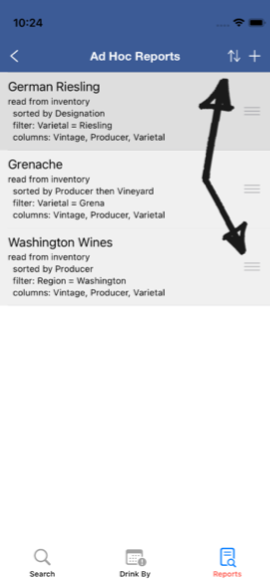 10:24
Ad Hoc Reports
German Riesling
read from inventory
sorted by Designation
filter: Varietal = Riesling
columns: Vintage, Producer, Varietal
Grenache
read from inventory
sorted by Producer then Vineyard
filter: Varietal = Grena
columns: Vintage, Producer, Varietal
Washington Wines
read from inventory
sorted by Producer
filter: Region = Washington
columns: Vintage, Producer, Varietal
Search
Drink By
Reports